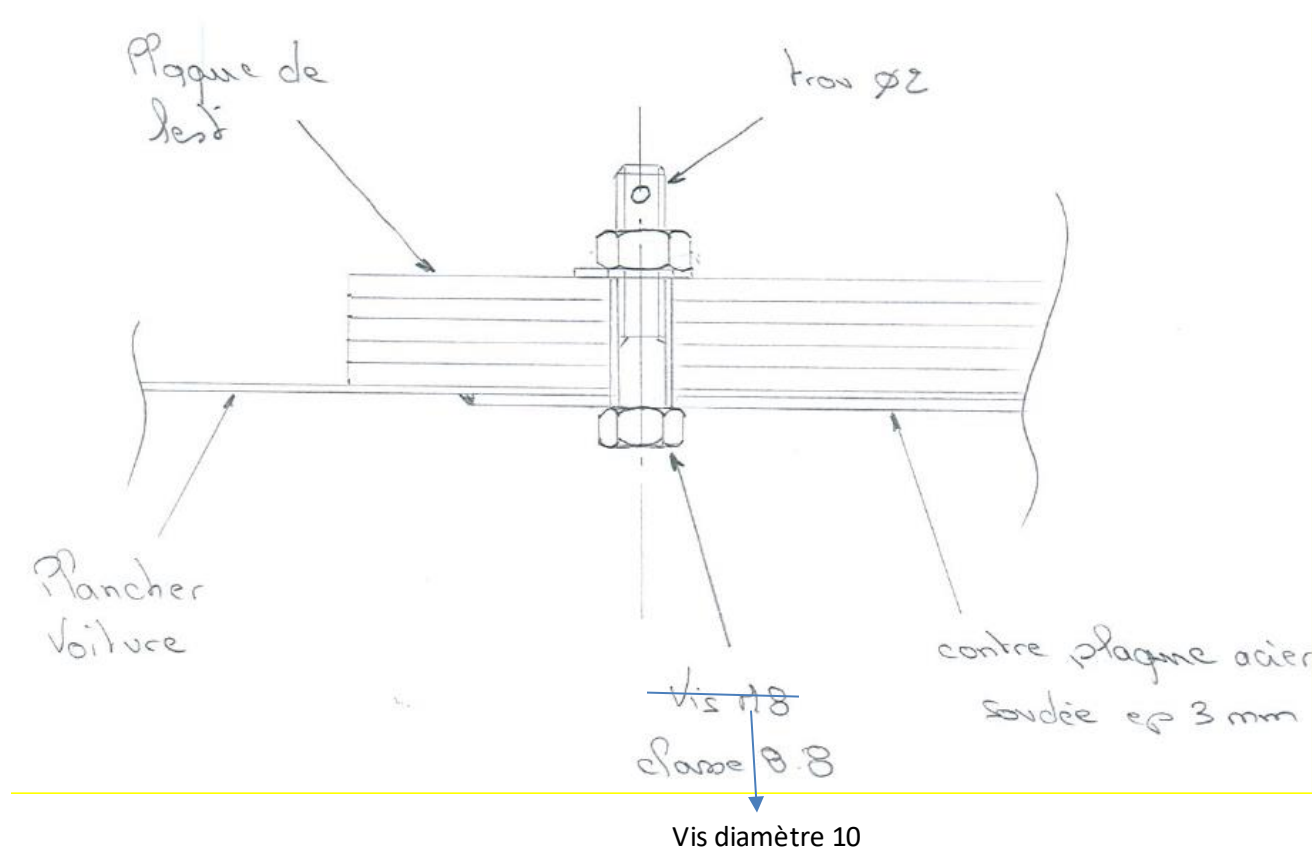 Plaque de
lest
trou ø2
Plancher
Voiture
contre plaque acier
soudée ep 3 mm
Vis M8
classe 8.8
Vis diamètre 10